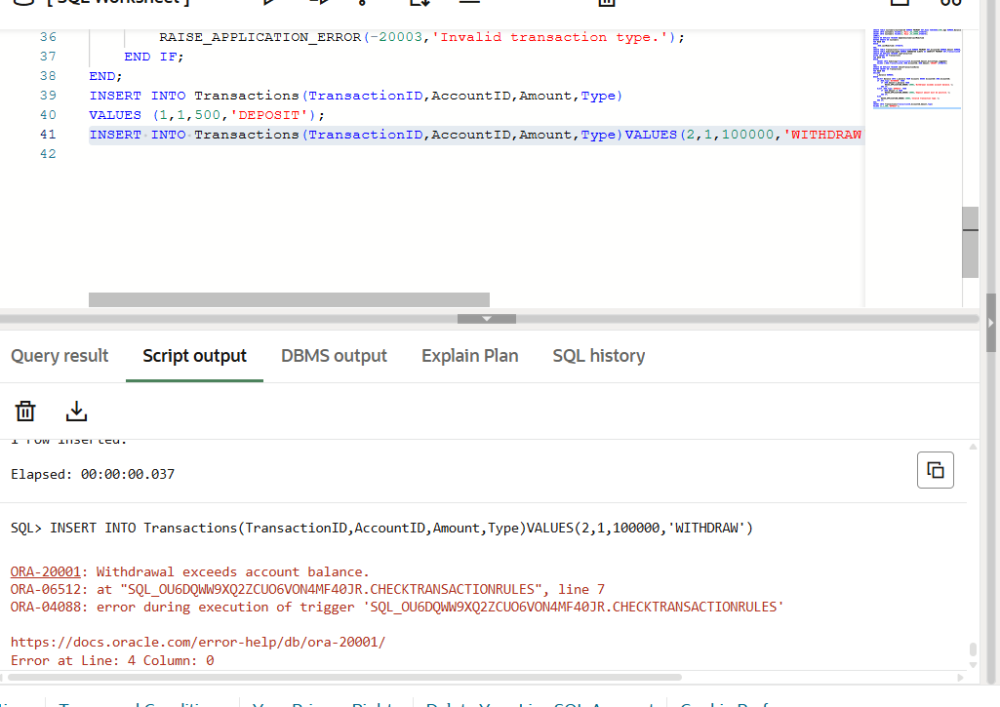 [ SQL Worksheet ]
36 RAISE_APPLICATION_ERROR(-20003,'Invalid transaction type.');
37 END IF;
38 END;
39 INSERT INTO Transactions(TransactionID,AccountID,Amount,Type)
40 VALUES (1,1,500,'DEPOSIT');
41 INSERT INTO Transactions(TransactionID,AccountID,Amount,Type)VALUES(2,1,100000,'WITHDRAW
42
Query result Script output DBMS output Explain Plan SQL history
1 row inserted.
Elapsed: 00:00:00.037
SQL> INSERT INTO Transactions(TransactionID,AccountID,Amount,Type)VALUES(2,1,100000,'WITHDRAW')
ORA-20001: Withdrawal exceeds account balance.
ORA-06512: at "SQL_OU6DQWW9XQ2ZCUO6VON4MF40JR.CHECKTRANSACTIONRULES", line 7
ORA-04088: error during execution of trigger 'SQL_OU6DQWW9XQ2ZCUO6VON4MF40JR.CHECKTRANSACTIONRULES'
https://docs.oracle.com/error-help/db/ora-20001/
Error at Line: 4 Column: 0